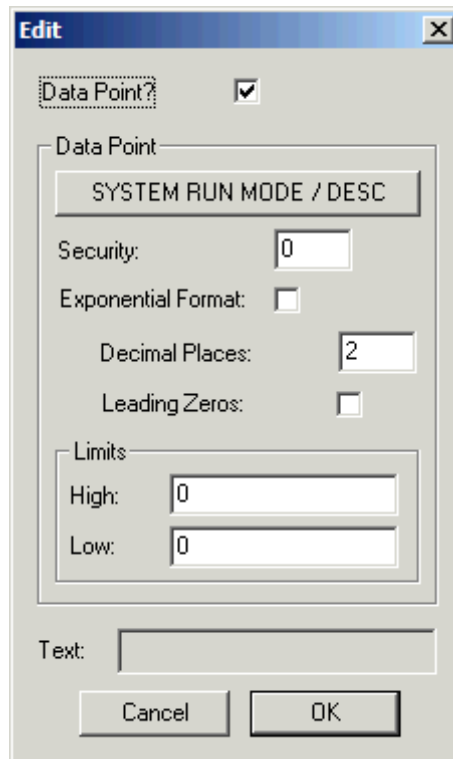 Edit
Data Point?
Data Point
SYSTEM RUN MODE / DESC
Security: 0
Exponential Format:
Decimal Places: 2
Leading Zeros:
Limits
High: 0
Low: 0
Text:
Cancel OK